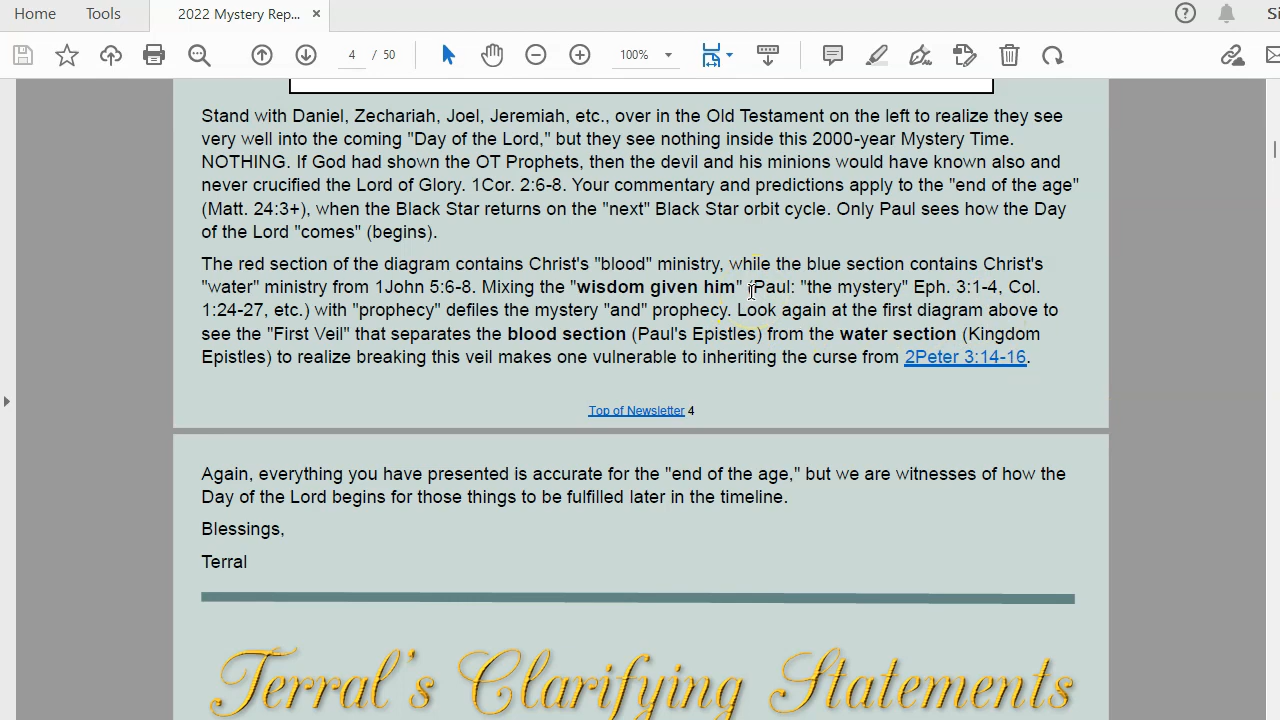 Home Tools 2022 Mystery Rep... × ? Si
4 / 50 100%
Stand with Daniel, Zechariah, Joel, Jeremiah, etc., over in the Old Testament on the left to realize they see
very well into the coming "Day of the Lord," but they see nothing inside this 2000-year Mystery Time.
NOTHING. If God had shown the OT Prophets, then the devil and his minions would have known also and
never crucified the Lord of Glory. 1Cor. 2:6-8. Your commentary and predictions apply to the "end of the age"
(Matt. 24:3+), when the Black Star returns on the "next" Black Star orbit cycle. Only Paul sees how the Day
of the Lord "comes" (begins).
The red section of the diagram contains Christ's "blood" ministry, while the blue section contains Christ's
"water" ministry from 1John 5:6-8. Mixing the "wisdom given him" (Paul: "the mystery" Eph. 3:1-4, Col.
1:24-27, etc.) with "prophecy" defiles the mystery "and" prophecy. Look again at the first diagram above to
see the "First Veil" that separates the blood section (Paul's Epistles) from the water section (Kingdom
Epistles) to realize breaking this veil makes one vulnerable to inheriting the curse from 2Peter 3:14-16.
Top of Newsletter 4
Again, everything you have presented is accurate for the "end of the age," but we are witnesses of how the
Day of the Lord begins for those things to be fulfilled later in the timeline.
Blessings,
Terral
Terral's Clarifying Statements